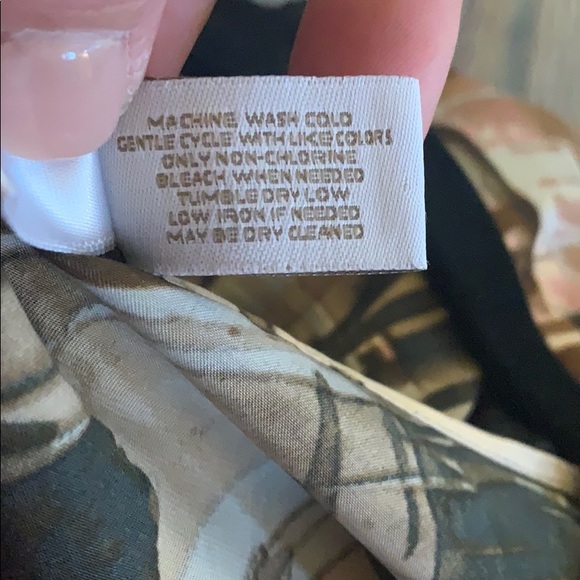 MACHINE WASH COLD
GENTLE CYCLE WITH LIKE COLORS
ONLY NON-CHLORINE
BLEACH WHEN NEEDED
TUMBLE DRY LOW
LOW IRON IF NEEDED
MAY BE DRY CLEANED